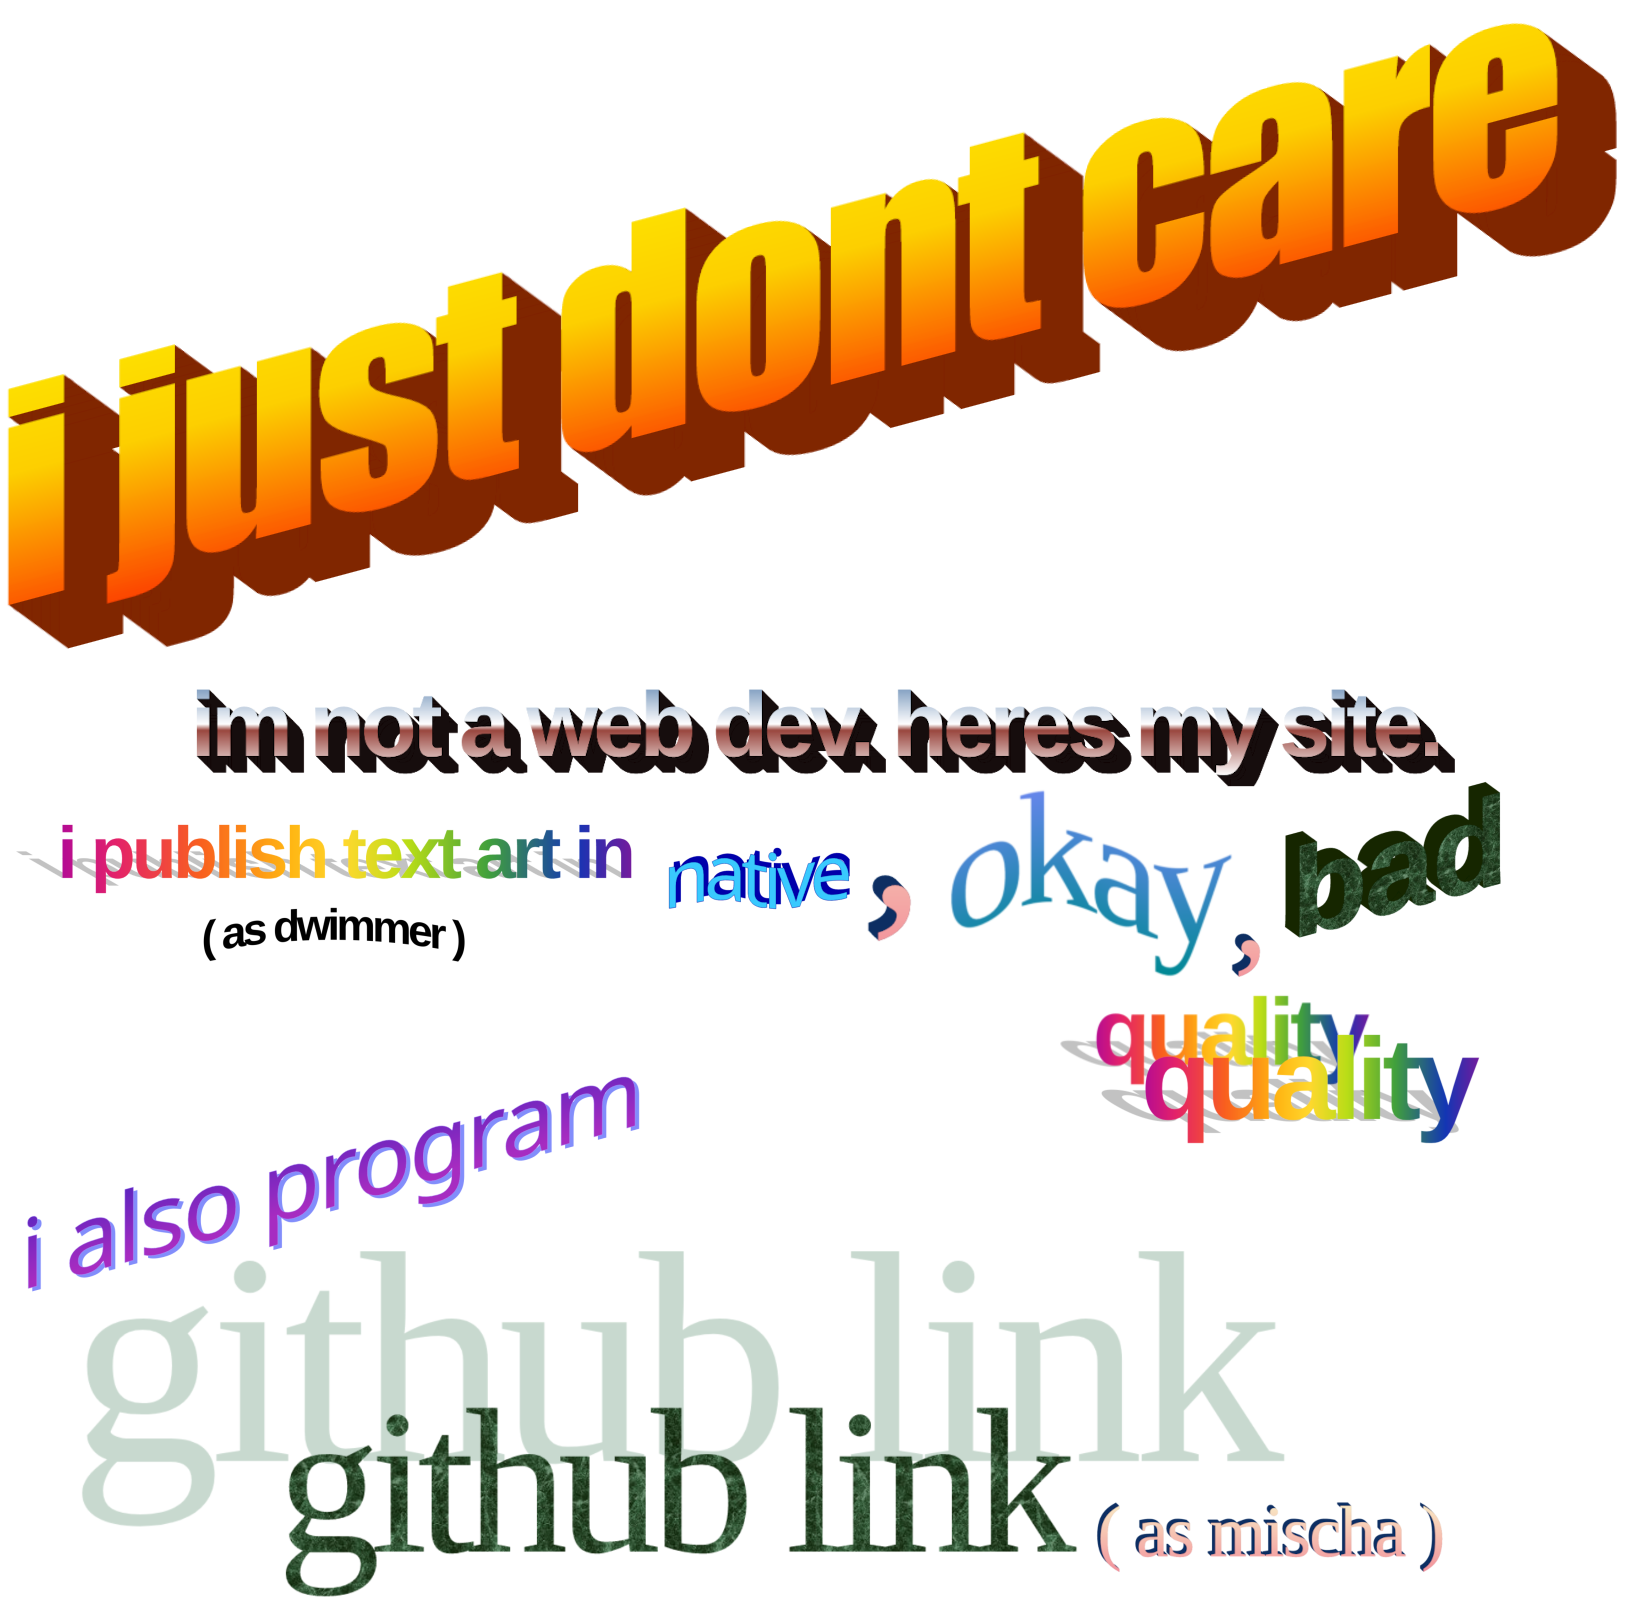 i just dont care
im not a web dev. heres my site.
i publish text art in native, okay, bad
( as dwimmer )
quality
quality
i also program
github link
github link ( as mischa )